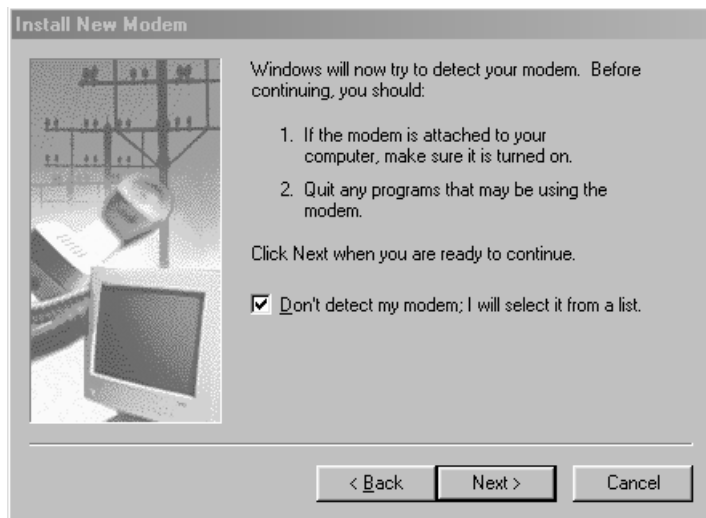 Install New Modem
Windows will now try to detect your modem. Before
continuing, you should:
1. If the modem is attached to your
computer, make sure it is turned on.
2. Quit any programs that may be using the
modem.
Click Next when you are ready to continue.
Don't detect my modem; I will select it from a list.
< Back
Next >
Cancel